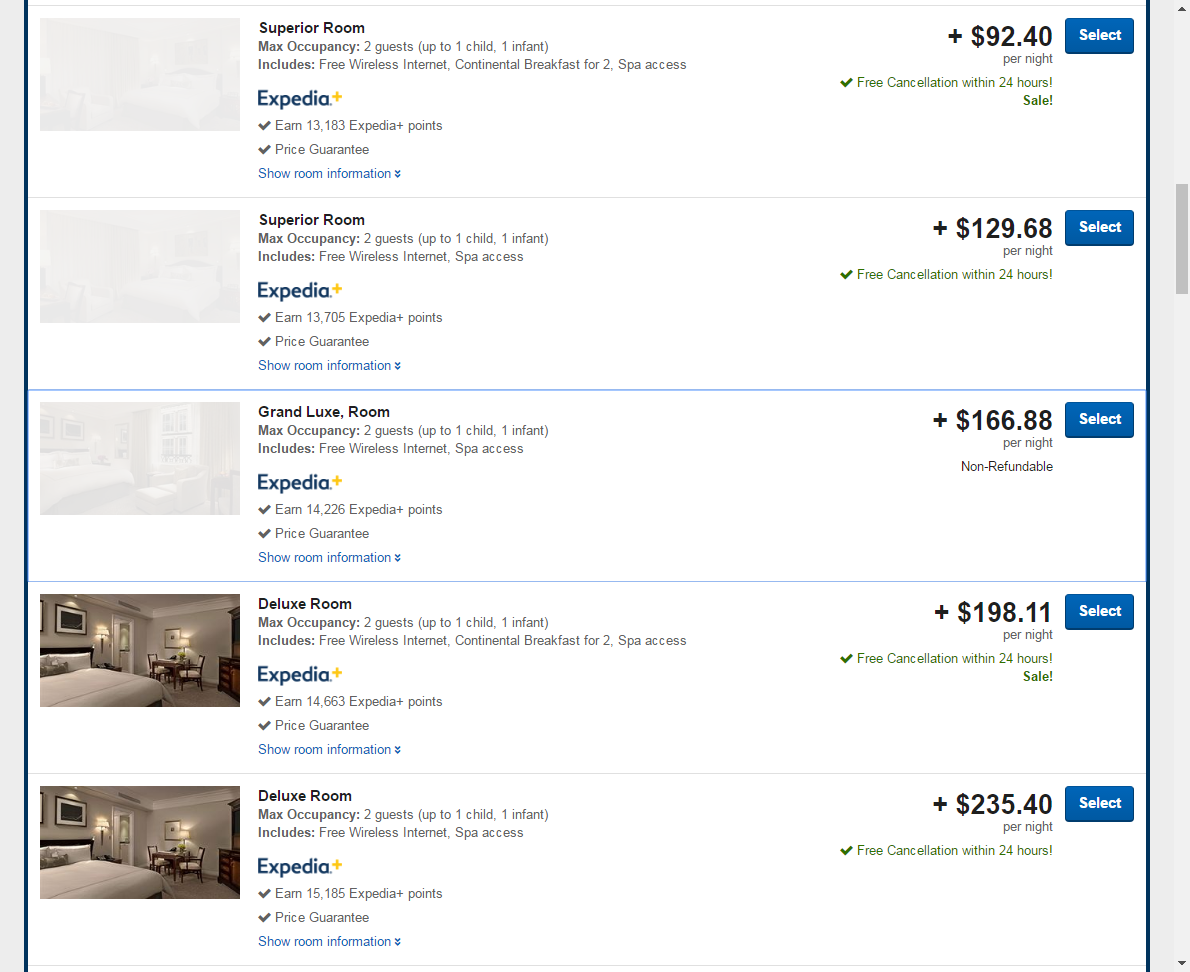 Superior Room
Max Occupancy: 2 guests (up to 1 child, 1 infant)
Includes: Free Wireless Internet, Continental Breakfast for 2, Spa access
Expedia+
Earn 13,183 Expedia+ points
Price Guarantee
Show room information
+ $92.40
per night
Free Cancellation within 24 hours!
Sale!
Select
Superior Room
Max Occupancy: 2 guests (up to 1 child, 1 infant)
Includes: Free Wireless Internet, Spa access
Expedia+
Earn 13,705 Expedia+ points
Price Guarantee
Show room information
+ $129.68
per night
Free Cancellation within 24 hours!
Select
Grand Luxe, Room
Max Occupancy: 2 guests (up to 1 child, 1 infant)
Includes: Free Wireless Internet, Spa access
Expedia+
Earn 14,226 Expedia+ points
Price Guarantee
Show room information
+ $166.88
per night
Non-Refundable
Select
Deluxe Room
Max Occupancy: 2 guests (up to 1 child, 1 infant)
Includes: Free Wireless Internet, Continental Breakfast for 2, Spa access
Expedia+
Earn 14,663 Expedia+ points
Price Guarantee
Show room information
+ $198.11
per night
Free Cancellation within 24 hours!
Sale!
Select
Deluxe Room
Max Occupancy: 2 guests (up to 1 child, 1 infant)
Includes: Free Wireless Internet, Spa access
Expedia+
Earn 15,185 Expedia+ points
Price Guarantee
Show room information
+ $235.40
per night
Free Cancellation within 24 hours!
Select